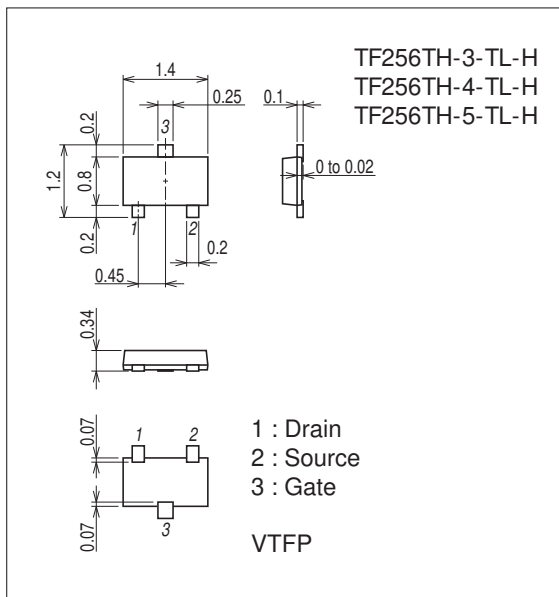 TF256TH-3-TL-H
TF256TH-4-TL-H
TF256TH-5-TL-H
1.4
0.25
0.1
3
0.2
0 to 0.02
1.2
0.8
1
2
0.2
0.2
0.45
0.34
1
2
0.07
3
0.07
1 : Drain
2 : Source
3 : Gate
VTFP